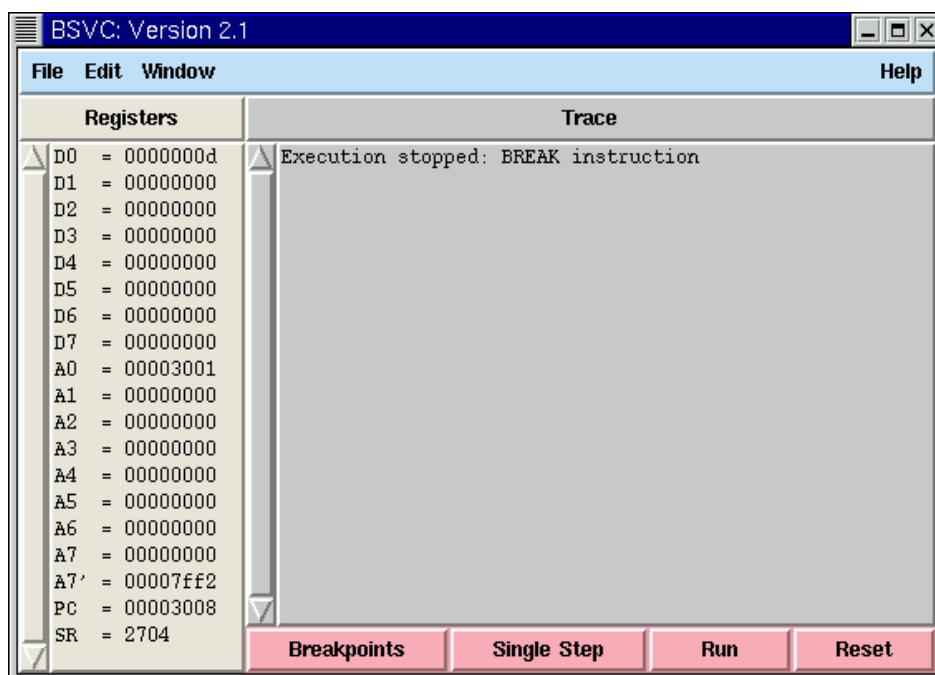 BSVC: Version 2.1
File Edit Window Help
Registers
Trace
D0 = 0000000d
D1 = 00000000
D2 = 00000000
D3 = 00000000
D4 = 00000000
D5 = 00000000
D6 = 00000000
D7 = 00000000
A0 = 00003001
A1 = 00000000
A2 = 00000000
A3 = 00000000
A4 = 00000000
A5 = 00000000
A6 = 00000000
A7 = 00000000
A7' = 00007ff2
PC = 00003008
SR = 2704
Execution stopped: BREAK instruction
Breakpoints Single Step Run Reset